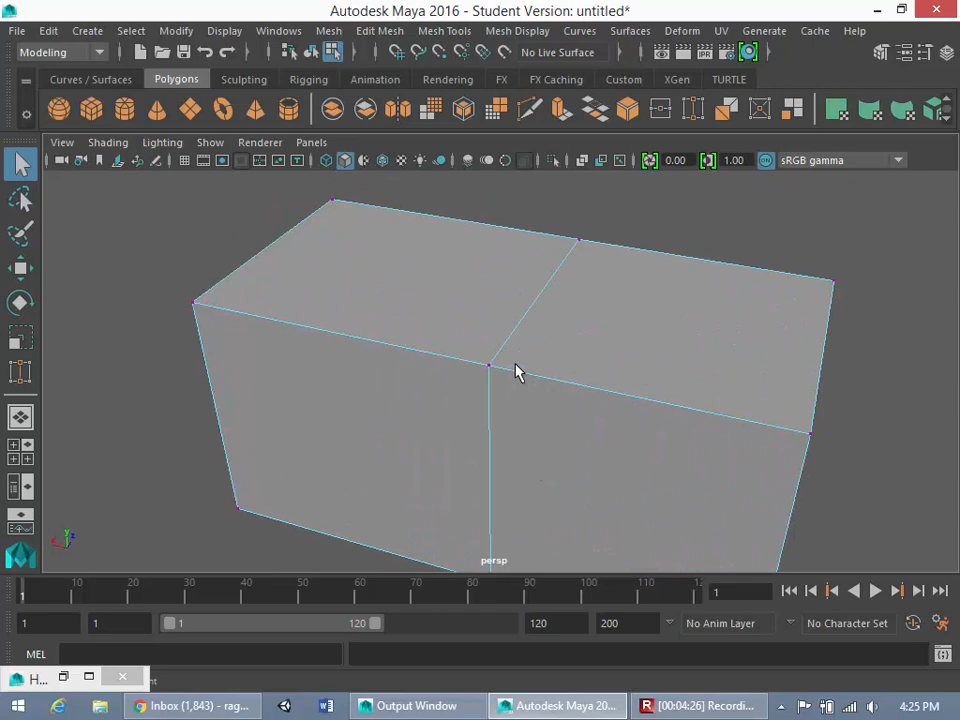 Autodesk Maya 2016 - Student Version: untitled*
File Edit Create Select Modify Display Windows Mesh Edit Mesh Mesh Tools Mesh Display Curves Surfaces Deform UV Generate Cache Help
Modeling No Live Surface
Curves / Surfaces Polygons Sculpting Rigging Animation Rendering FX FX Caching Custom XGen TURTLE
View Shading Lighting Show Renderer Panels
0.00 1.00 ON sRGB gamma
persp
1 10 20 30 40 50 60 70 80 90 100 110 12 1
1 1 1 120 120 200 No Anim Layer No Character Set
MEL
H...
Inbox (1,843) - rag... Output Window Autodesk Maya 20... [00:04:26] Recordi... 4:25 PM